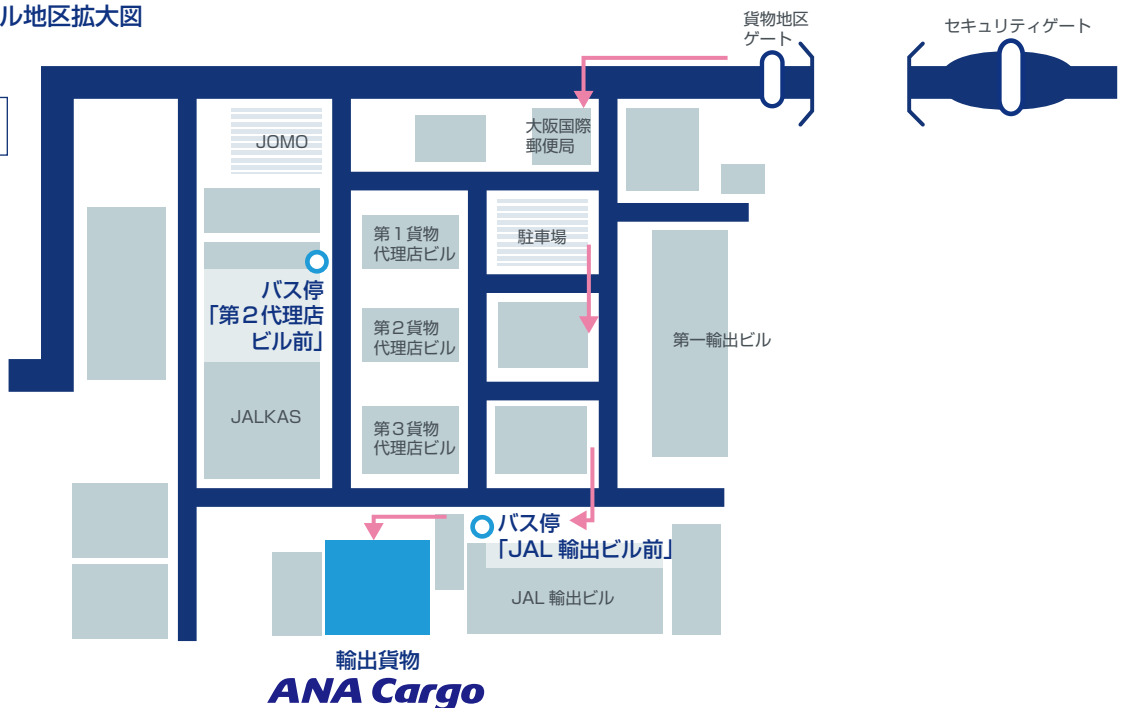 ル地区拡大図
貨物地区
ゲート
セキュリティゲート
JOMO
大阪国際
郵便局
第1貨物
代理店ビル
駐車場
バス停
「第2代理店
ビル前」
第2貨物
代理店ビル
第一輸出ビル
JALKAS
第3貨物
代理店ビル
バス停
「JAL 輸出ビル前」
JAL 輸出ビル
輸出貨物
ANA Cargo